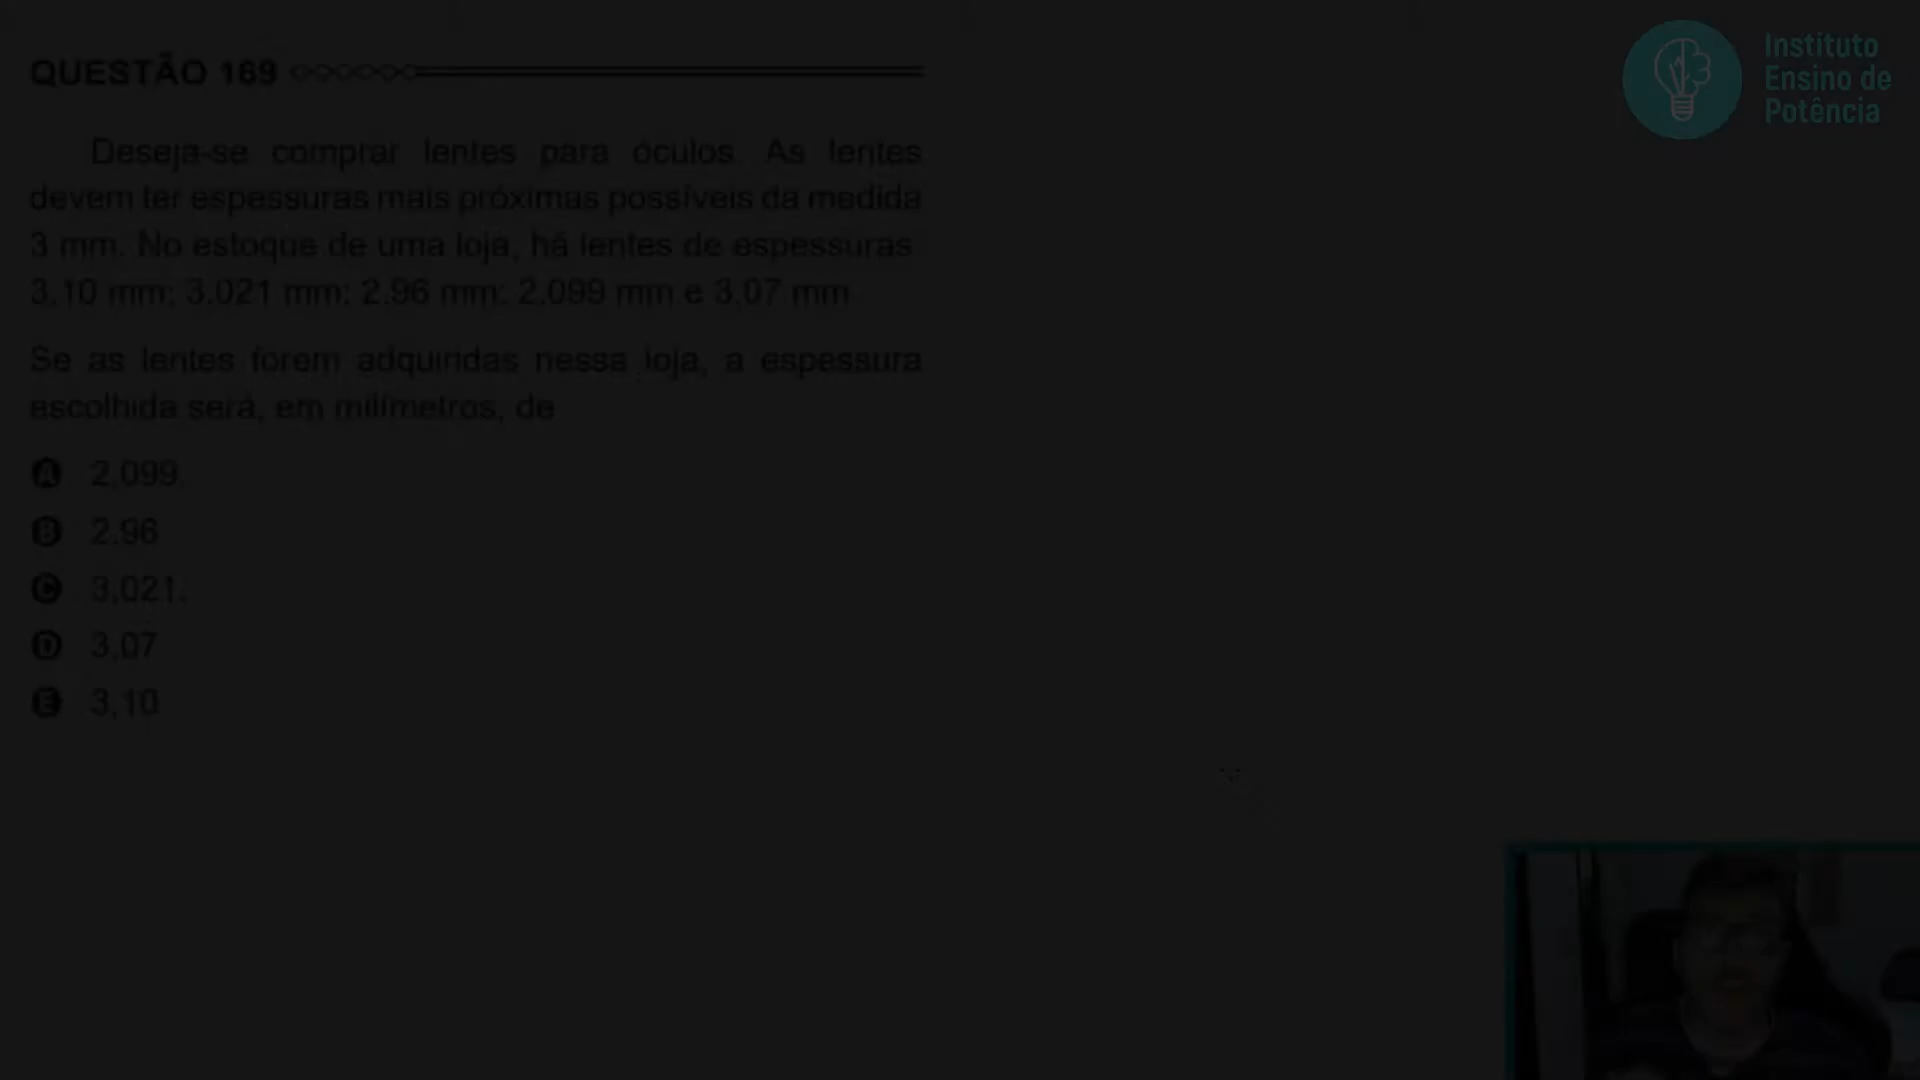 QUESTÃO 169
Instituto
Ensino de
Potência
Deseja-se comprar lentes para óculos. As lentes
devem ter espessuras mais próximas possíveis da medida
3 mm. No estoque de uma loja, há lentes de espessuras:
3,10 mm; 3,021 mm; 2,96 mm; 2,099 mm e 3,07 mm.
Se as lentes forem adquiridas nessa loja, a espessura
escolhida será, em milímetros, de
A 2,099.
B 2,96.
C 3,021.
D 3,07.
E 3,10.